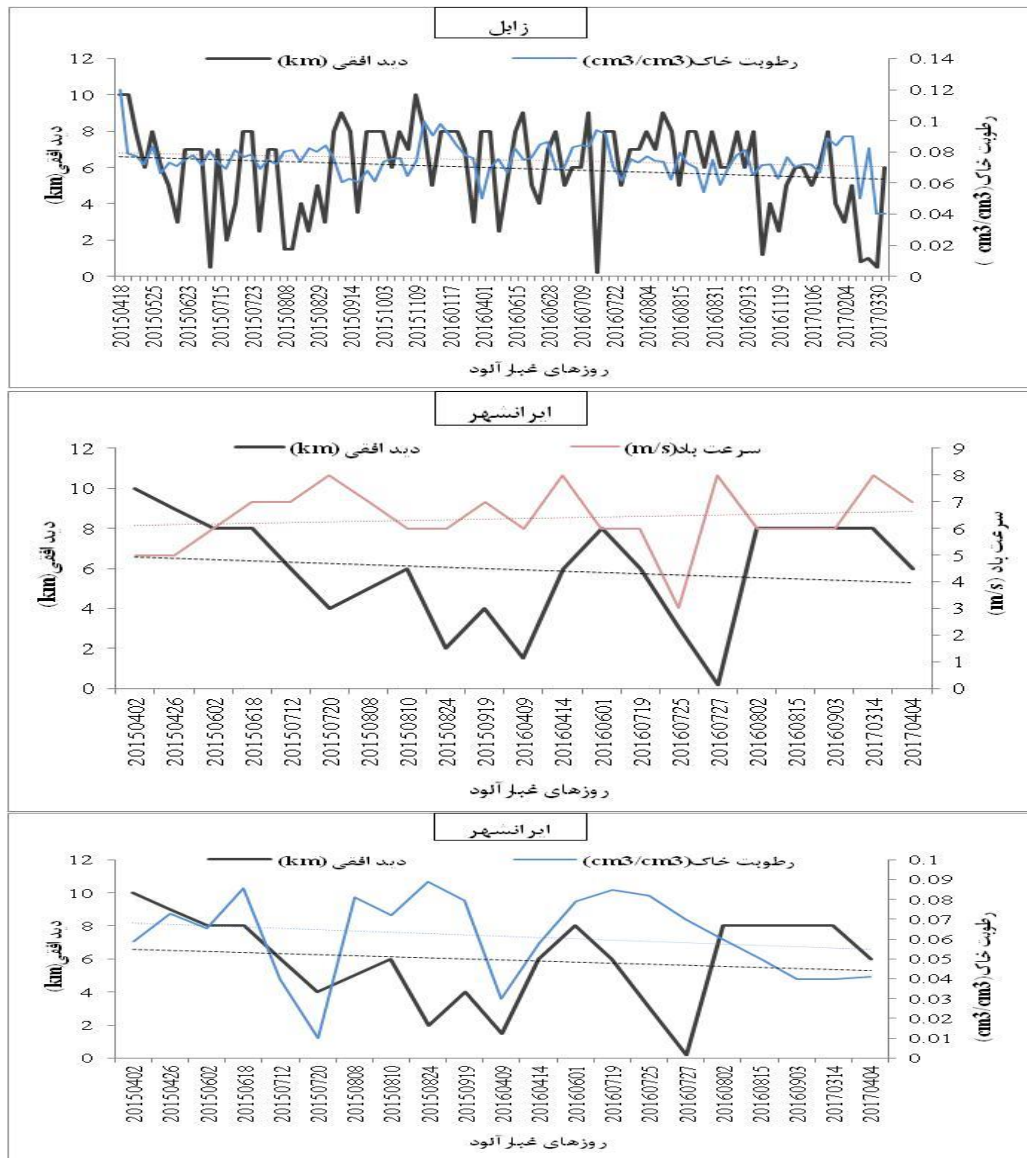 زابل
دید افقی (km)
رطوبت خاک(cm3/cm3)
دید افقی(km)
12
10
8
6
4
2
0
0.14
0.12
0.1
0.08
0.06
0.04
0.02
0
رطوبت خاک(cm3/cm3 )
20150418 20150525 20150623 20150715 20150723 20150808 20150829 20150914 20151003 20151109 20160117 20160401 20160615 20160628 20160709 20160722 20160804 20160815 20160831 20160913 20161119 20170106 20170204 20170330
روزهای غبار آلود
ایرانشهر
دید افقی (km)
سرعت باد(m/s)
دید افقی(km)
12
10
8
6
4
2
0
9
8
7
6
5
4
3
2
1
0
سرعت باد (m/s)
20150402 20150426 20150602 20150618 20150712 20150720 20150808 20150810 20150824 20150919 20160409 20160414 20160601 20160719 20160725 20160727 20160802 20160815 20160903 20170314 20170404
روزهای غبار آلود
ایرانشهر
دید افقی (km)
رطوبت خاک(cm3/cm3)
دید افقی(km)
12
10
8
6
4
2
0
0.1
0.09
0.08
0.07
0.06
0.05
0.04
0.03
0.02
0.01
0
رطوبت خاک(cm3/cm3)
20150402 20150426 20150602 20150618 20150712 20150720 20150808 20150810 20150824 20150919 20160409 20160414 20160601 20160719 20160725 20160727 20160802 20160815 20160903 20170314 20170404
روزهای غبار آلود